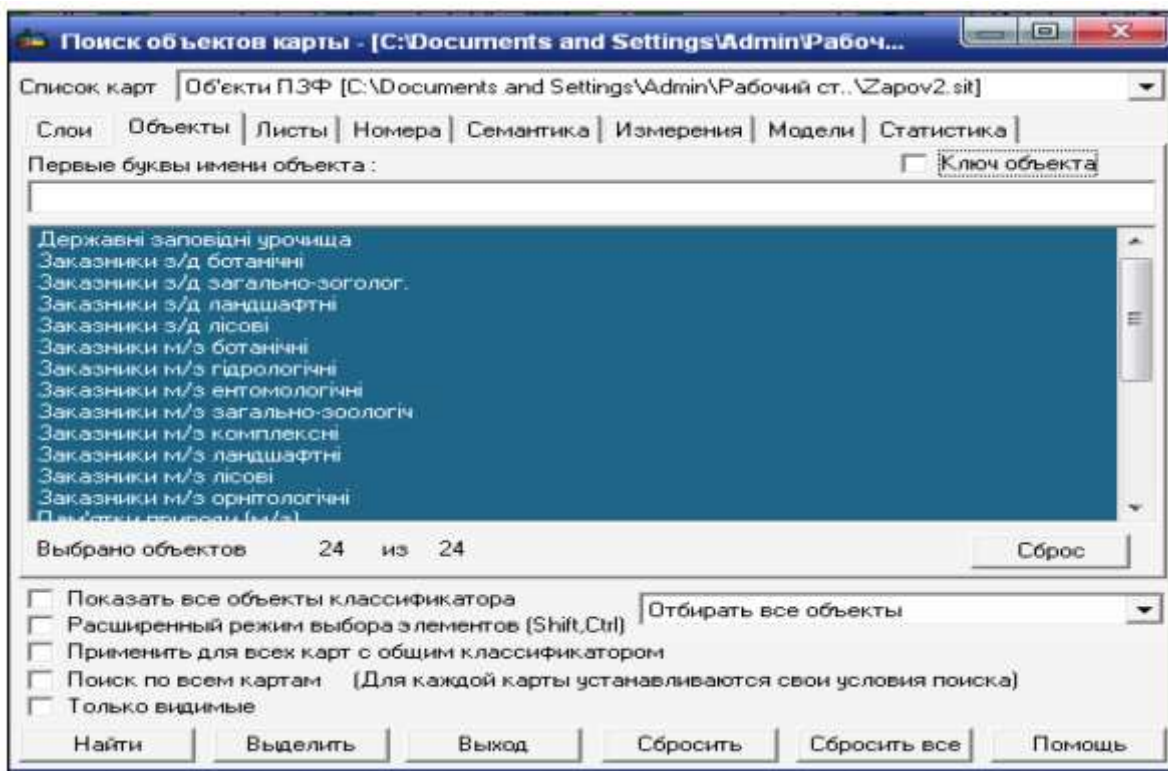 Поиск объектов карты - [C:\Documents and Settings\Admin\Рабоч...
Список карт Об'єкти ПЗФ [C:\Documents and Settings\Admin\Рабочий ст..\Zapov2.sit]
Слои Объекты Листы Номера Семантика Измерения Модели Статистика
Первые буквы имени объекта : Ключ объекта
Державні заповідні урочища
Заказники з/д ботанічні
Заказники з/д загально-зоголог.
Заказники з/д ландшафтні
Заказники з/д лісові
Заказники м/з ботанічні
Заказники м/з гідрологічні
Заказники м/з ентомологічні
Заказники м/з загально-зоологіч
Заказники м/з комплексні
Заказники м/з ландшафтні
Заказники м/з лісові
Заказники м/з орнітологічні
Пам'ятки природи (м/з)
Выбрано объектов 24 из 24 Сброс
Показать все объекты классификатора Отбирать все объекты
Расширенный режим выбора элементов (Shift,Ctrl)
Применить для всех карт с общим классификатором
Поиск по всем картам (Для каждой карты устанавливаются свои условия поиска)
Только видимые
Найти Выделить Выход Сбросить Сбросить все Помощь